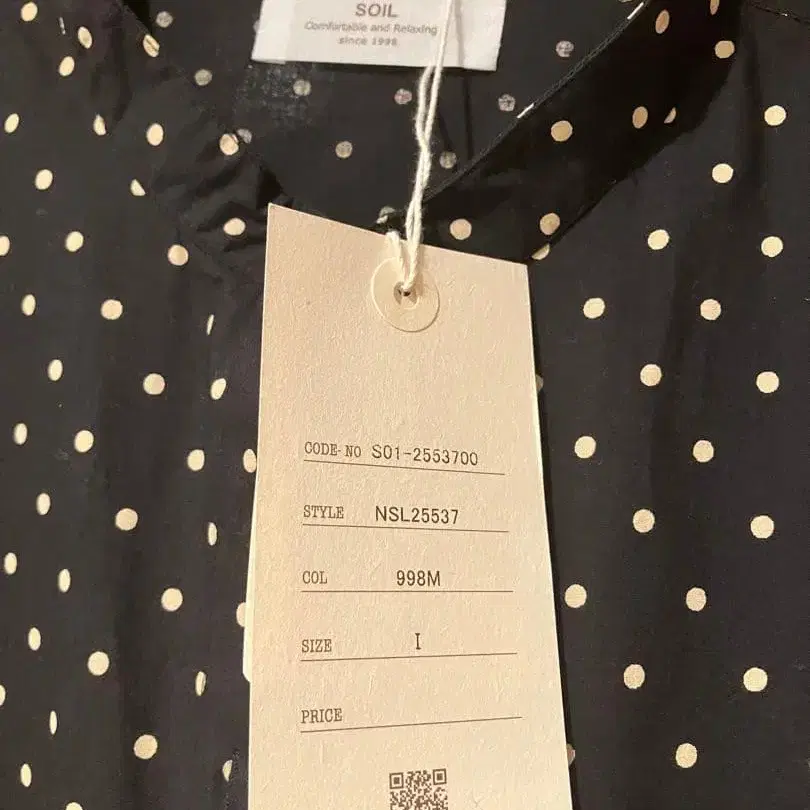 SOIL
Comfortable and Relaxing
since 1998
CODE-NO S01-2553700
STYLE NSL25537
COL 998M
SIZE I
PRICE